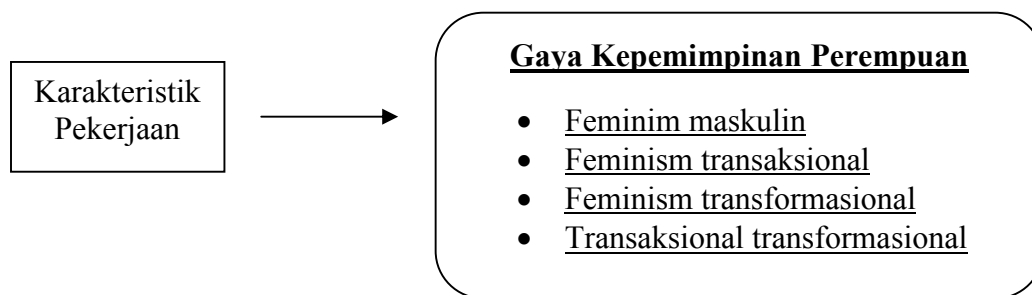 Karakteristik
Pekerjaan
Gaya Kepemimpinan Perempuan
• Feminim maskulin
• Feminism transaksional
• Feminism transformasional
• Transaksional transformasional